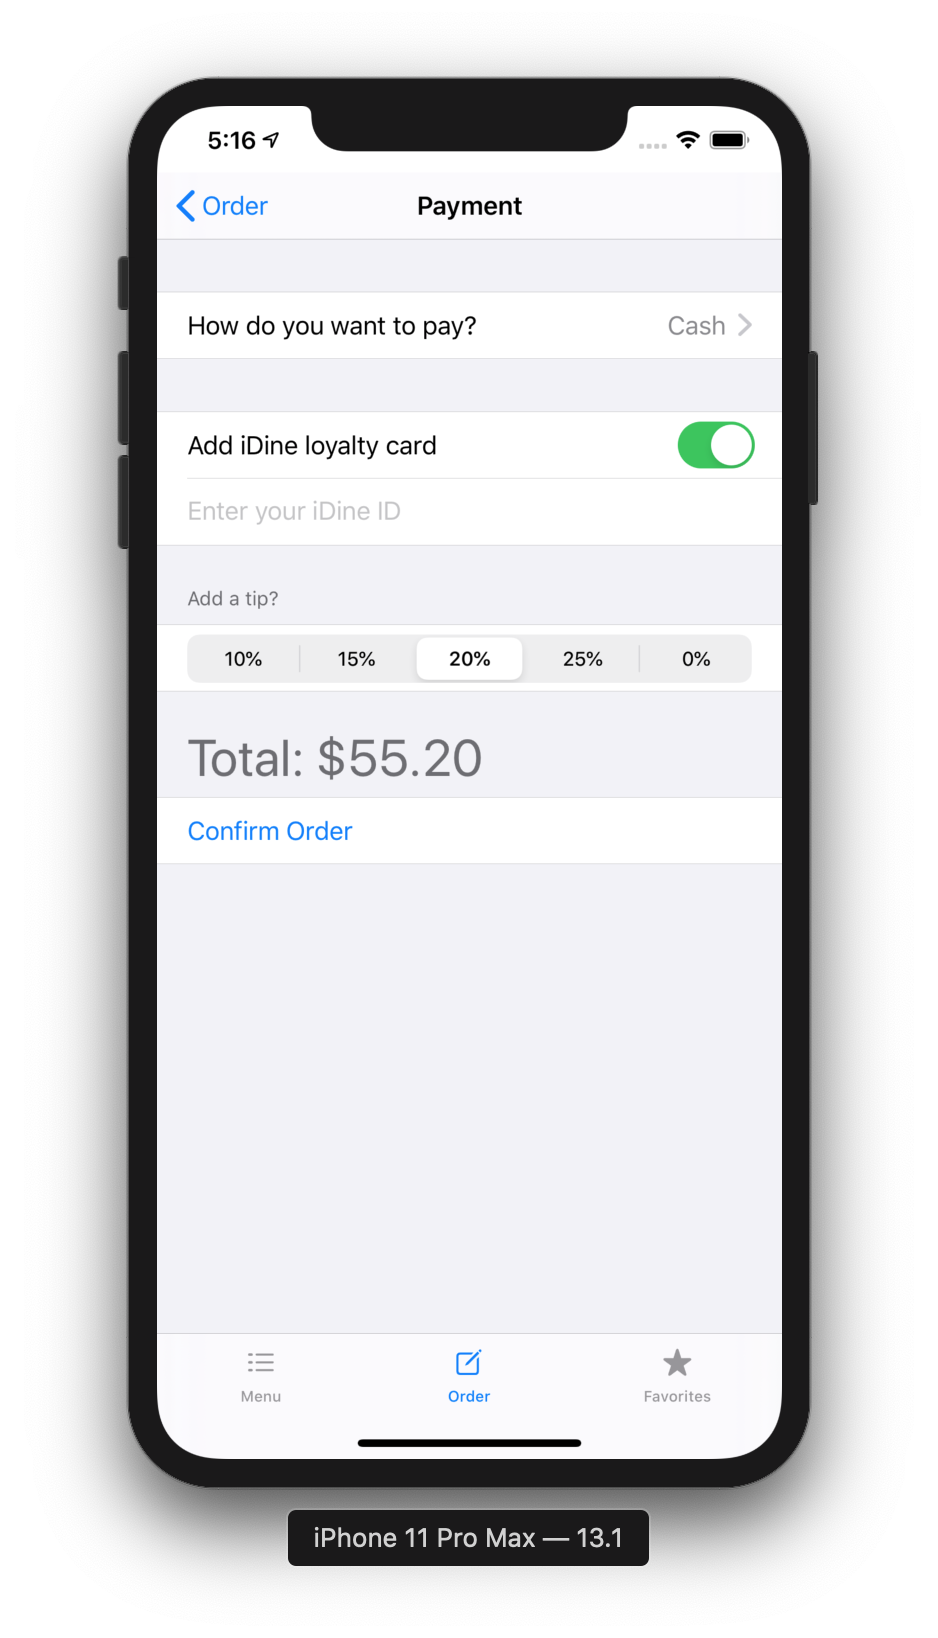 5:16
Order
Payment
How do you want to pay?
Cash
Add iDine loyalty card
Enter your iDine ID
Add a tip?
10% 15% 20% 25% 0%
Total: $55.20
Confirm Order
Menu Order Favorites
iPhone 11 Pro Max — 13.1